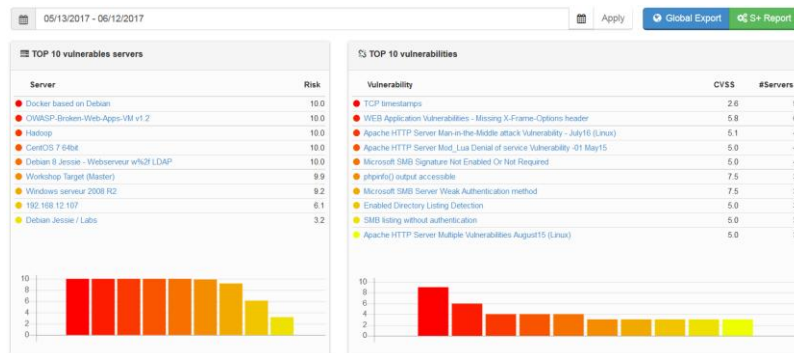 05/13/2017 - 06/12/2017
Apply
Global Export
S+ Report
TOP 10 vulnerables servers
Server Risk
Docker based on Debian 10.0
OWASP-Broken-Web-Apps-VM v1.2 10.0
Hadoop 10.0
CentOS 7 64bit 10.0
Debian 8 Jessie - Webserveur w%2f LDAP 10.0
Workshop Target (Master) 9.9
Windows serveur 2008 R2 9.2
192.168.12.107 6.1
Debian Jessie / Labs 3.2
10
8
6
4
2
0
TOP 10 vulnerabilities
Vulnerability CVSS #Servers
TCP timestamps 2.6
WEB Application Vulnerabilities - Missing X-Frame-Options header 5.8
Apache HTTP Server Man-in-the-Middle attack Vulnerability - July16 (Linux) 5.1
Apache HTTP Server Mod_Lua Denial of service Vulnerability -01 May15 5.0
Microsoft SMB Signature Not Enabled Or Not Required 5.0
phpinfo() output accessible 7.5
Microsoft SMB Server Weak Authentication method 7.5
Enabled Directory Listing Detection 5.0
SMB listing without authentication 5.0
Apache HTTP Server Multiple Vulnerabilities August15 (Linux) 5.0
10
8
6
4
2
0